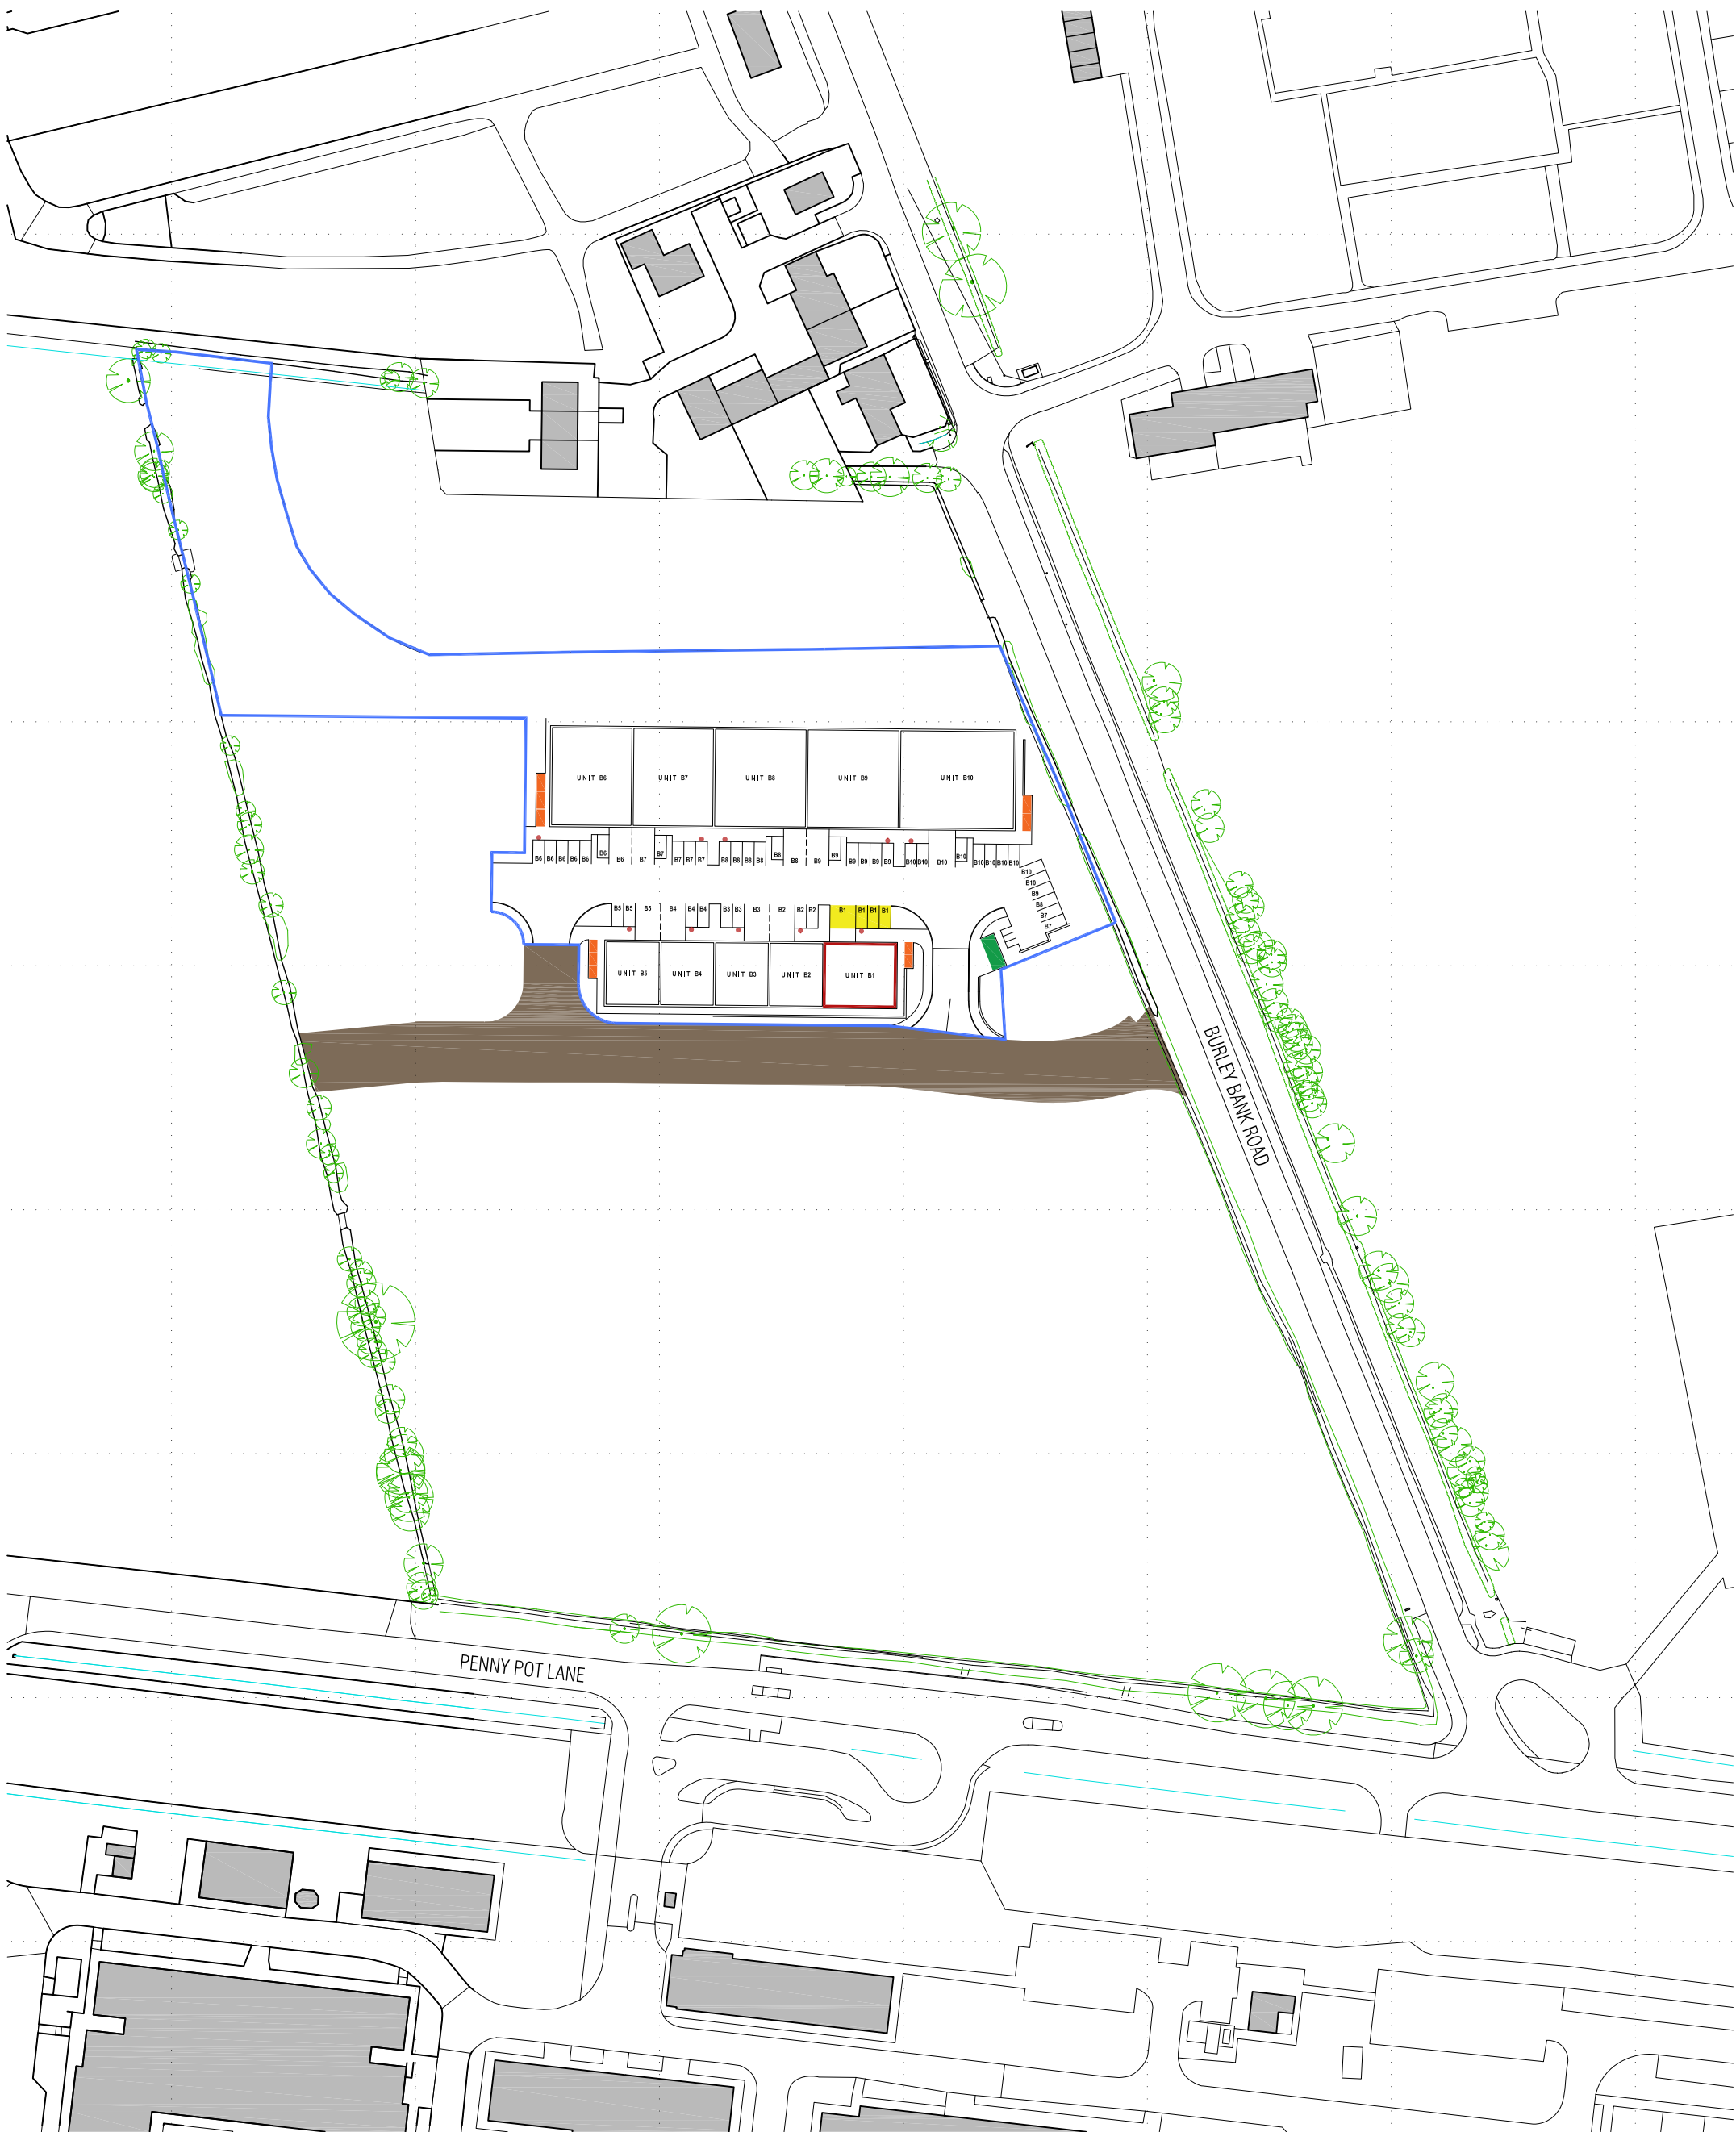 UNIT B6 UNIT B7 UNIT B8 UNIT B9 UNIT B10
B6 B6 B6 B6 B6 B6 B6 B7 B7 B7 B7 B7 B8 B8 B8 B8 B8 B8 B9 B9 B9 B9 B9 B9 B10 B10 B10 B10 B10 B10 B10 B10
B10
B10
B9
B8
B7
B7
B5 B5 B5 B4 B4 B4 B3 B3 B3 B2 B2 B2 B1 B1 B1 B1
UNIT B5 UNIT B4 UNIT B3 UNIT B2 UNIT B1
BURLEY BANK ROAD
PENNY POT LANE